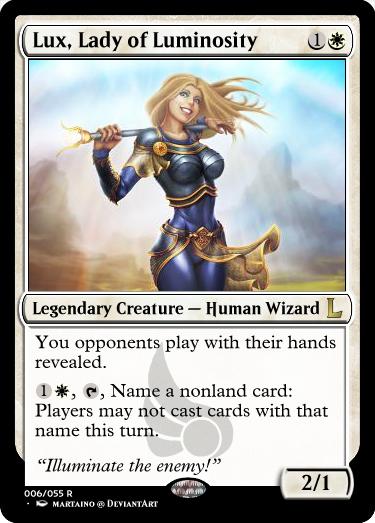 Lux, Lady of Luminosity 1
Legendary Creature — Human Wizard L
You opponents play with their hands
revealed.
1 , , Name a nonland card:
Players may not cast cards with that
name this turn.
“Illuminate the enemy!”
2/1
006/055 R
· MARTAINO @ DEVIANTART